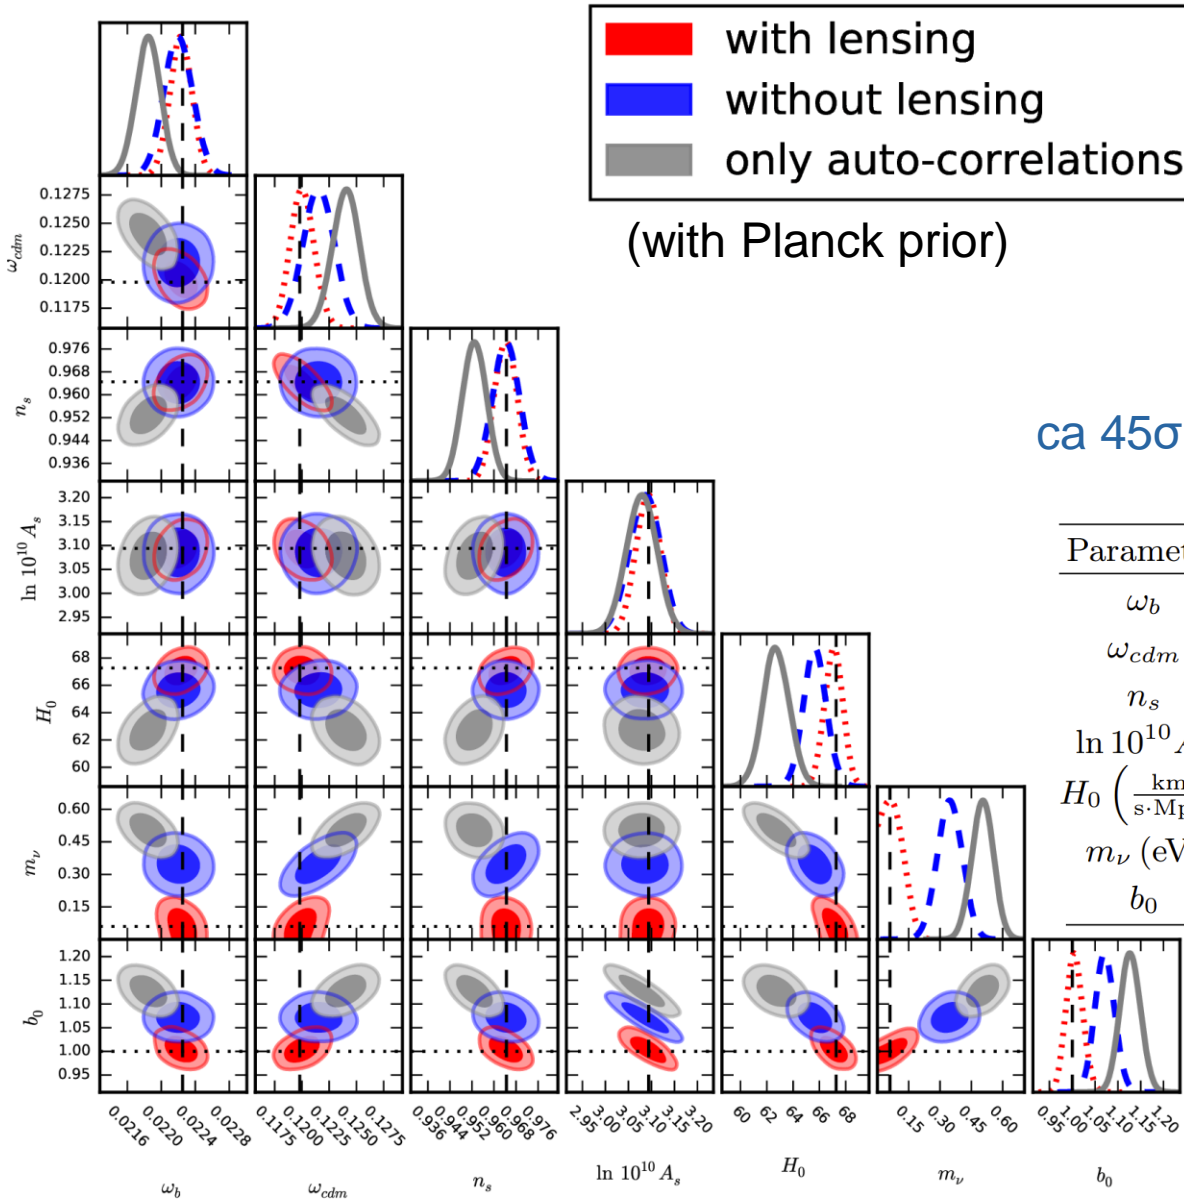 with lensing
without lensing
only auto-correlations
(with Planck prior)
ca 45σ
Paramet
ω_b
ω_cdm
n_s
ln 10^10 A
H_0 ( km / s·Mp
m_ν (eV
b_0
ω_cdm
0.1275
0.1250
0.1225
0.1200
0.1175
n_s
0.976
0.968
0.960
0.952
0.944
0.936
ln 10^10 A_s
3.20
3.15
3.10
3.05
3.00
2.95
H_0
68
66
64
62
60
m_ν
0.60
0.45
0.30
0.15
b_0
1.20
1.15
1.10
1.05
1.00
0.95
0.0216 0.0220 0.0224 0.0228
0.1175 0.1200 0.1225 0.1250 0.1275
0.936 0.944 0.952 0.960 0.968 0.976
2.95 3.00 3.05 3.10 3.15 3.20
60 62 64 66 68
0.15 0.30 0.45 0.60
0.95 1.00 1.05 1.10 1.15 1.20
ω_b ω_cdm n_s ln 10^10 A_s H_0 m_ν b_0